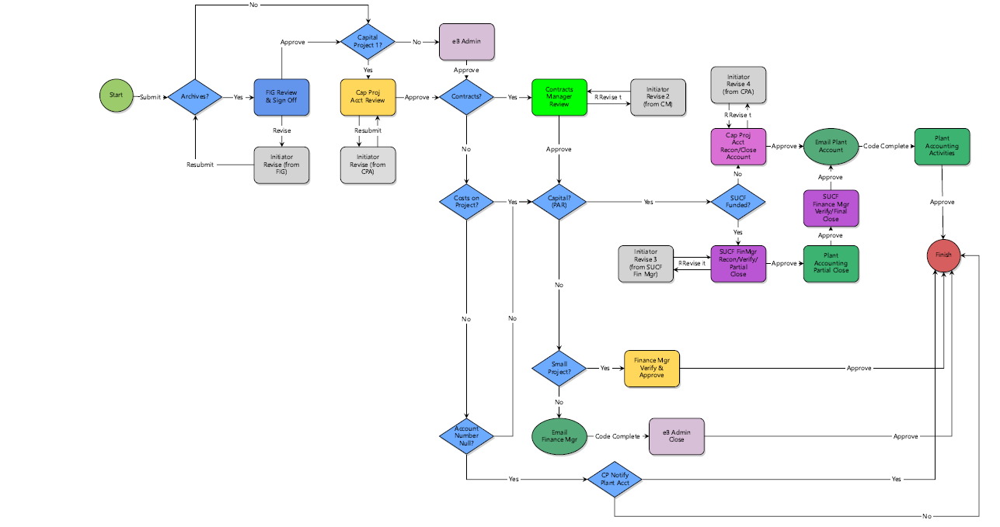 No
Capital
Project 1?
No
eB Admin
Approve
Yes
Approve
Start
Submit
Archives?
Yes
FIG Review
& Sign Off
Cap Proj
Acct Review
Approve
Contracts?
Yes
Contracts
Manager
Review
RRevise t
Initiator
Revise 2
(from CM)
Initiator
Revise 4
(from CPA)
RRevise t
Revise
Resubmit
Initiator
Revise (from
FIG)
Resubmit
Initiator
Revise (from
CPA)
No
Approve
Cap Proj
Acct
Recon/Close
Account
Approve
Email Plant
Account
Code Complete
Plant
Accounting
Activities
No
Approve
Costs on
Project?
Yes
Capital?
(PAR)
Yes
SUCF
Funded?
SUCF
Finance Mgr
Verify/Final
Close
Approve
Yes
Approve
Initiator
Revise 3
(from SUCF
Fin Mgr)
RRevise it
SUCF FinMgr
Recon/Verify/
Partial
Close
Approve
Plant
Accounting
Partial Close
Finish
No
No
No
Small
Project?
Yes
Finance Mgr
Verify &
Approve
Approve
No
Account
Number
Null?
Email
Finance Mgr
Code Complete
eB Admin
Close
Approve
Yes
CP Notify
Plant Acct
Yes
No